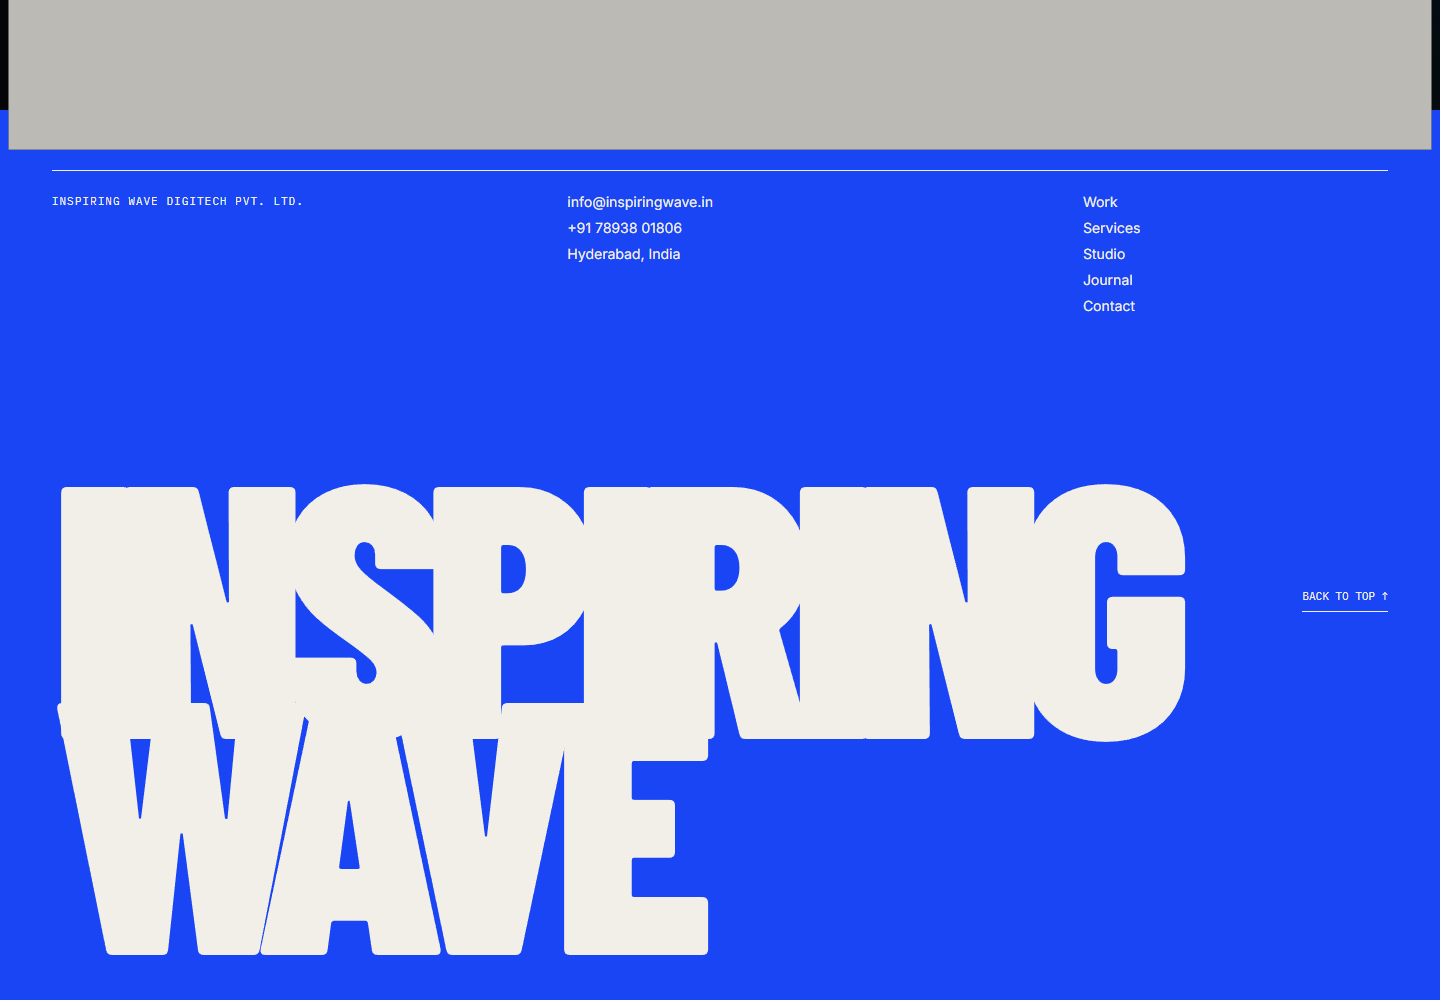 INSPIRING WAVE DIGITECH PVT. LTD.
info@inspiringwave.in
+91 78938 01806
Hyderabad, India
Work
Services
Studio
Journal
Contact
INSPIRING
WAVE
BACK TO TOP ↑